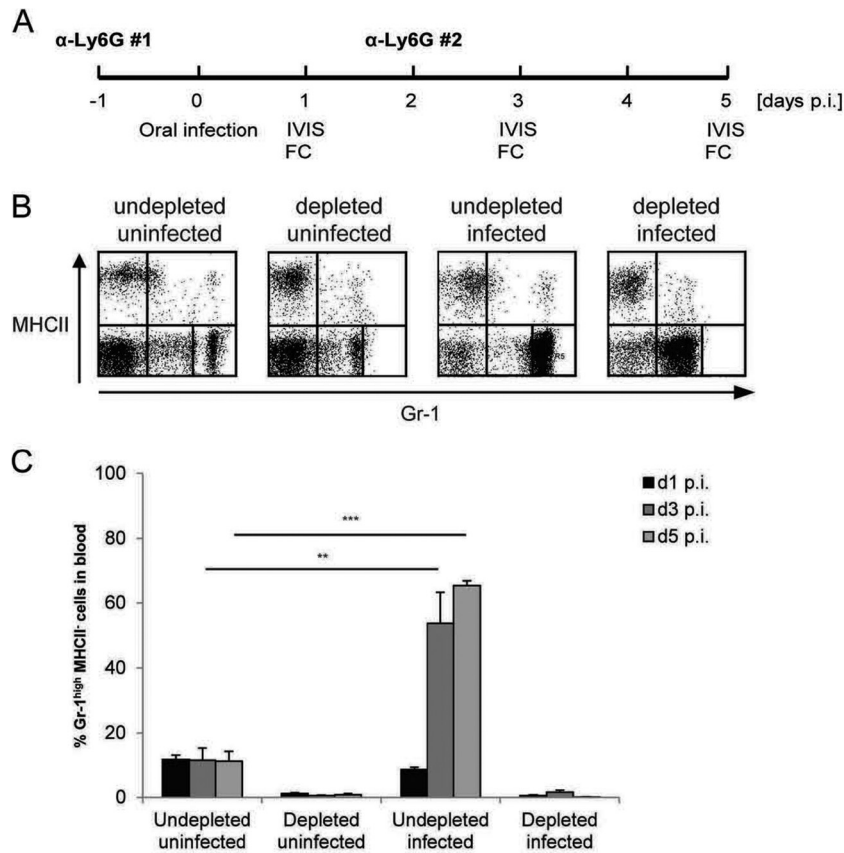 A
α-Ly6G #1 α-Ly6G #2
-1 0 1 2 3 4 5 [days p.i.]
Oral infection IVIS IVIS IVIS
FC FC FC
B
undepleted depleted undepleted depleted
uninfected uninfected infected infected
MHCII
R5
Gr-1
C
% Gr-1high MHCII- cells in blood
100
80
60
40
20
0
***
**
d1 p.i.
d3 p.i.
d5 p.i.
Undepleted Depleted Undepleted Depleted
uninfected uninfected infected infected